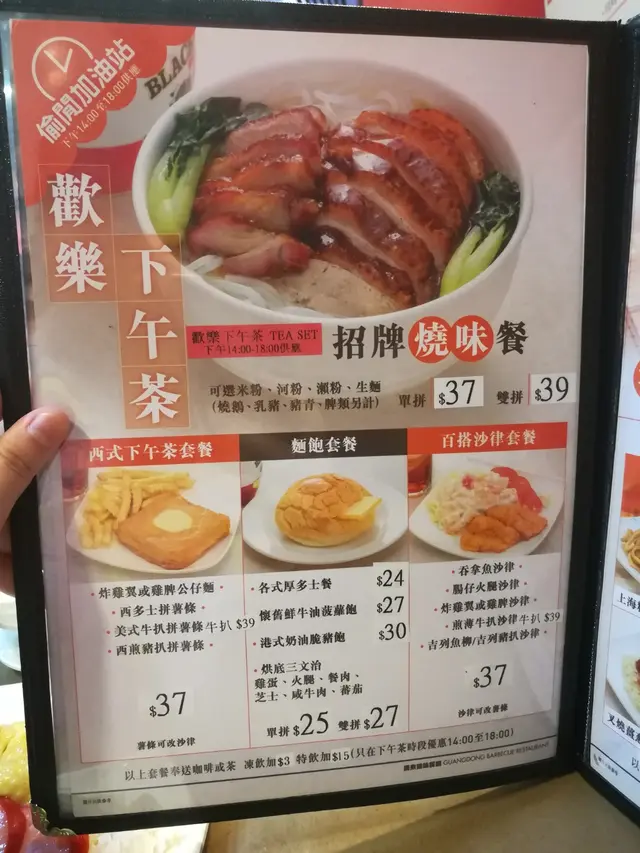 偷閒加油站
下午14:00至18:00供應
BLAC
歡樂
下午茶
歡樂下午茶 TEA SET
下午14:00-18:00供應
招牌燒味餐
可選米粉、河粉、瀨粉、生麵
(燒鵝、乳豬、豬青、脾類另計)
單拼 $37 雙拼 $39
西式下午茶套餐
・炸雞翼或雞脾公仔麵・
・西多士拼薯條・
・美式牛扒拼薯條牛扒 $39
・西煎豬扒拼薯條・
$37
薯條可改沙律
麵飽套餐
・各式厚多士餐 $24
・懷舊鮮牛油菠蘿飽 $27
・港式奶油脆豬飽 $30
・烘底三文治
雞蛋、火腿、餐肉、
芝士、咸牛肉、蕃茄
單拼 $25 雙拼 $27
百搭沙律套餐
・吞拿魚沙律・
・腸仔火腿沙律・
・炸雞翼或雞脾沙律・
・煎薄牛扒沙律 牛扒 $39
・吉列魚柳/吉列豬扒沙律・
$37
沙律可改薯條
以上套餐奉送咖啡或茶 凍飲加$3 特飲加$15(只在下午茶時段優惠14:00至18:00)
GUANGDONG BARBECUE RESTAURANT
上海
叉燒
以